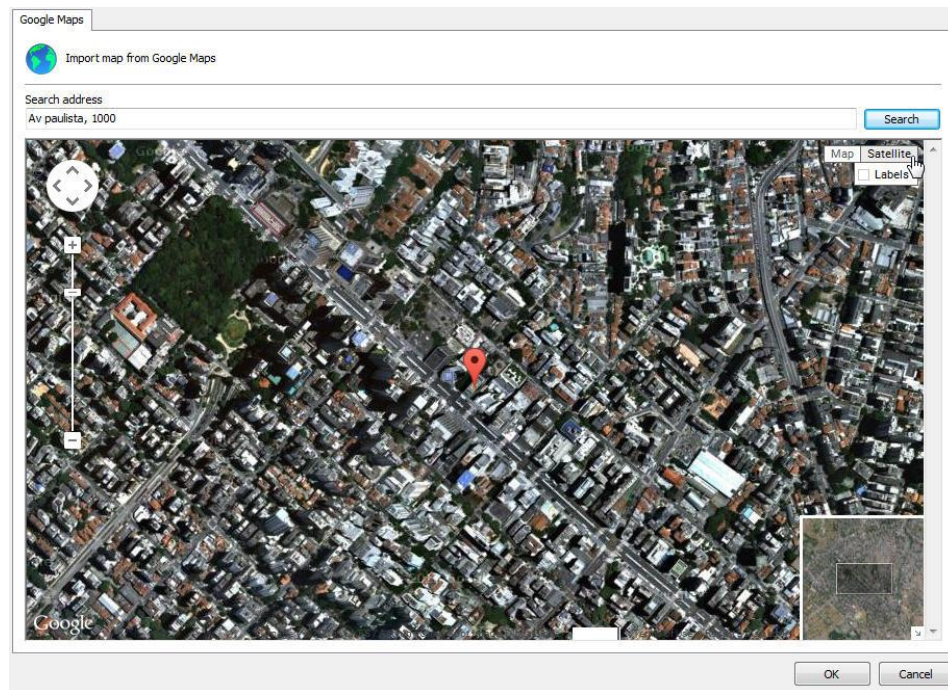 Google Maps
Import map from Google Maps
Search address
Av paulista, 1000
Search
Map
Satellite
Labels
Google
OK
Cancel